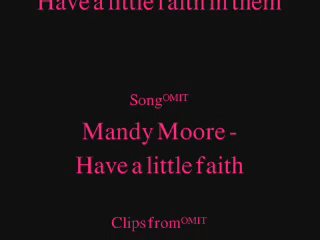 Have a little faith in them
SongOMIT
Mandy Moore -
Have a little faith
Clips fromOMIT